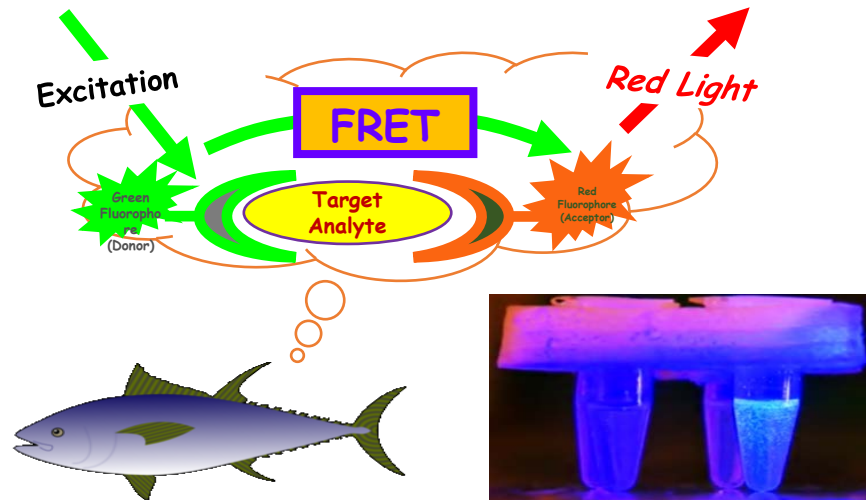 Excitation
Red Light
FRET
Green
Fluoropho
re
(Donor)
Target
Analyte
Red
Fluorophore
(Acceptor)